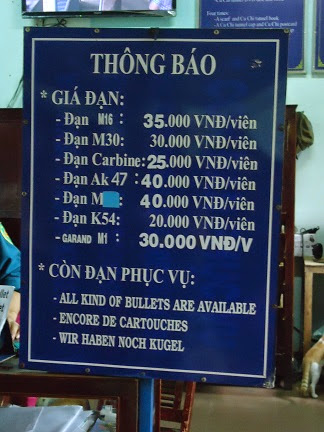 THÔNG BÁO
* GIÁ ĐẠN:
- Đạn M16 : 35.000 VNĐ/viên
- Đạn M30: 30.000 VNĐ/viên
- Đạn Carbine: 25.000 VNĐ/viên
- Đạn Ak 47 : 40.000 VNĐ/viên
- Đạn M : 40.000 VNĐ/viên
- Đạn K54: 20.000 VNĐ/viên
- GARAND M1 : 30.000 VNĐ/V
* CÒN ĐẠN PHỤC VỤ:
- ALL KIND OF BULLETS ARE AVAILABLE
- ENCORE DE CARTOUCHES
- WIR HABEN NOCH KUGEL